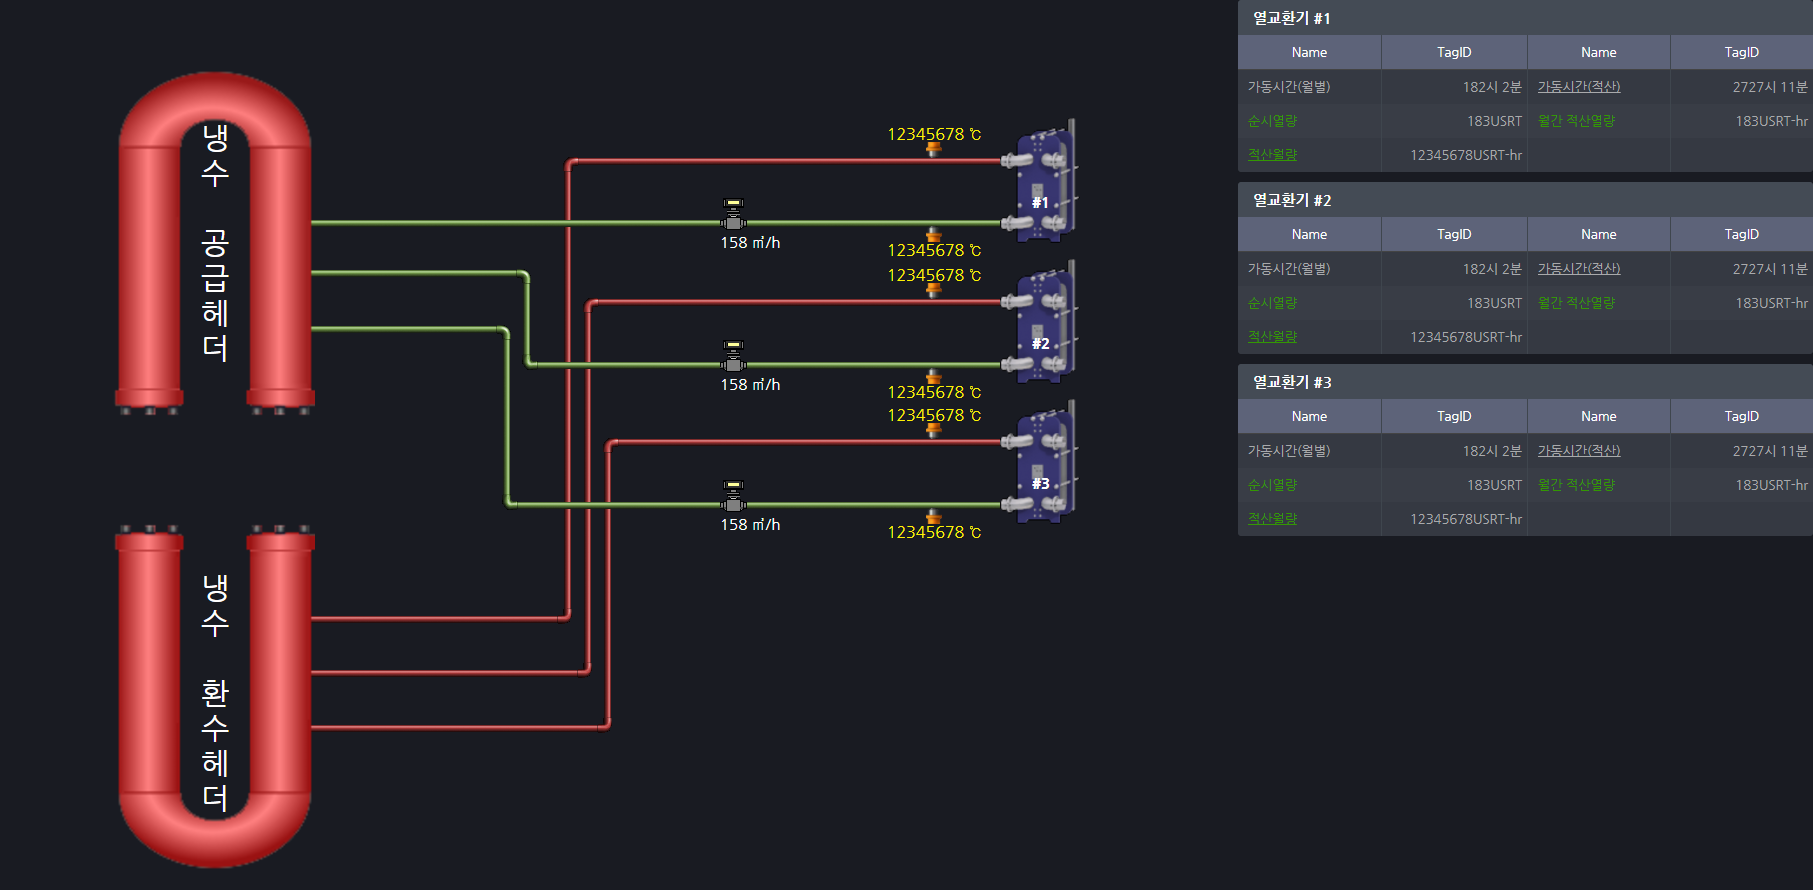 냉수 공급헤더
냉수 환수헤더
12345678 ℃
#1
158 ㎥/h
12345678 ℃
12345678 ℃
#2
158 ㎥/h
12345678 ℃
12345678 ℃
#3
158 ㎥/h
12345678 ℃
열교환기 #1
Name TagID Name TagID
가동시간(월별) 182시 2분 가동시간(적산) 2727시 11분
순시열량 183USRT 월간 적산열량 183USRT-hr
적산월량 12345678USRT-hr
열교환기 #2
Name TagID Name TagID
가동시간(월별) 182시 2분 가동시간(적산) 2727시 11분
순시열량 183USRT 월간 적산열량 183USRT-hr
적산월량 12345678USRT-hr
열교환기 #3
Name TagID Name TagID
가동시간(월별) 182시 2분 가동시간(적산) 2727시 11분
순시열량 183USRT 월간 적산열량 183USRT-hr
적산월량 12345678USRT-hr